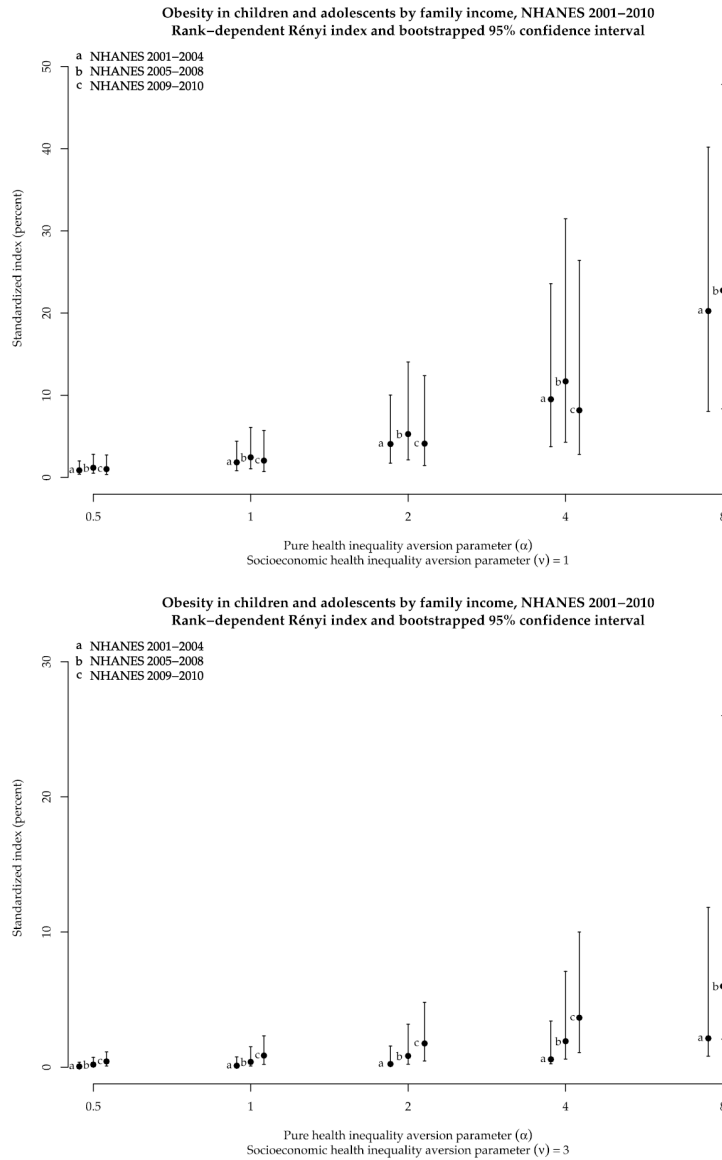 Obesity in children and adolescents by family income, NHANES 2001−2010
Rank−dependent Rényi index and bootstrapped 95% confidence interval
a NHANES 2001−2004
b NHANES 2005−2008
c NHANES 2009−2010
50
40
30
20
10
0
Standardized index (percent)
a b c
a b c
a b c
a b c
a b
0.5 1 2 4 8
Pure health inequality aversion parameter (α)
Socioeconomic health inequality aversion parameter (ν) = 1
Obesity in children and adolescents by family income, NHANES 2001−2010
Rank−dependent Rényi index and bootstrapped 95% confidence interval
a NHANES 2001−2004
b NHANES 2005−2008
c NHANES 2009−2010
30
20
10
0
Standardized index (percent)
a b c
a b c
a b c
a b c
a b
0.5 1 2 4 8
Pure health inequality aversion parameter (α)
Socioeconomic health inequality aversion parameter (ν) = 3